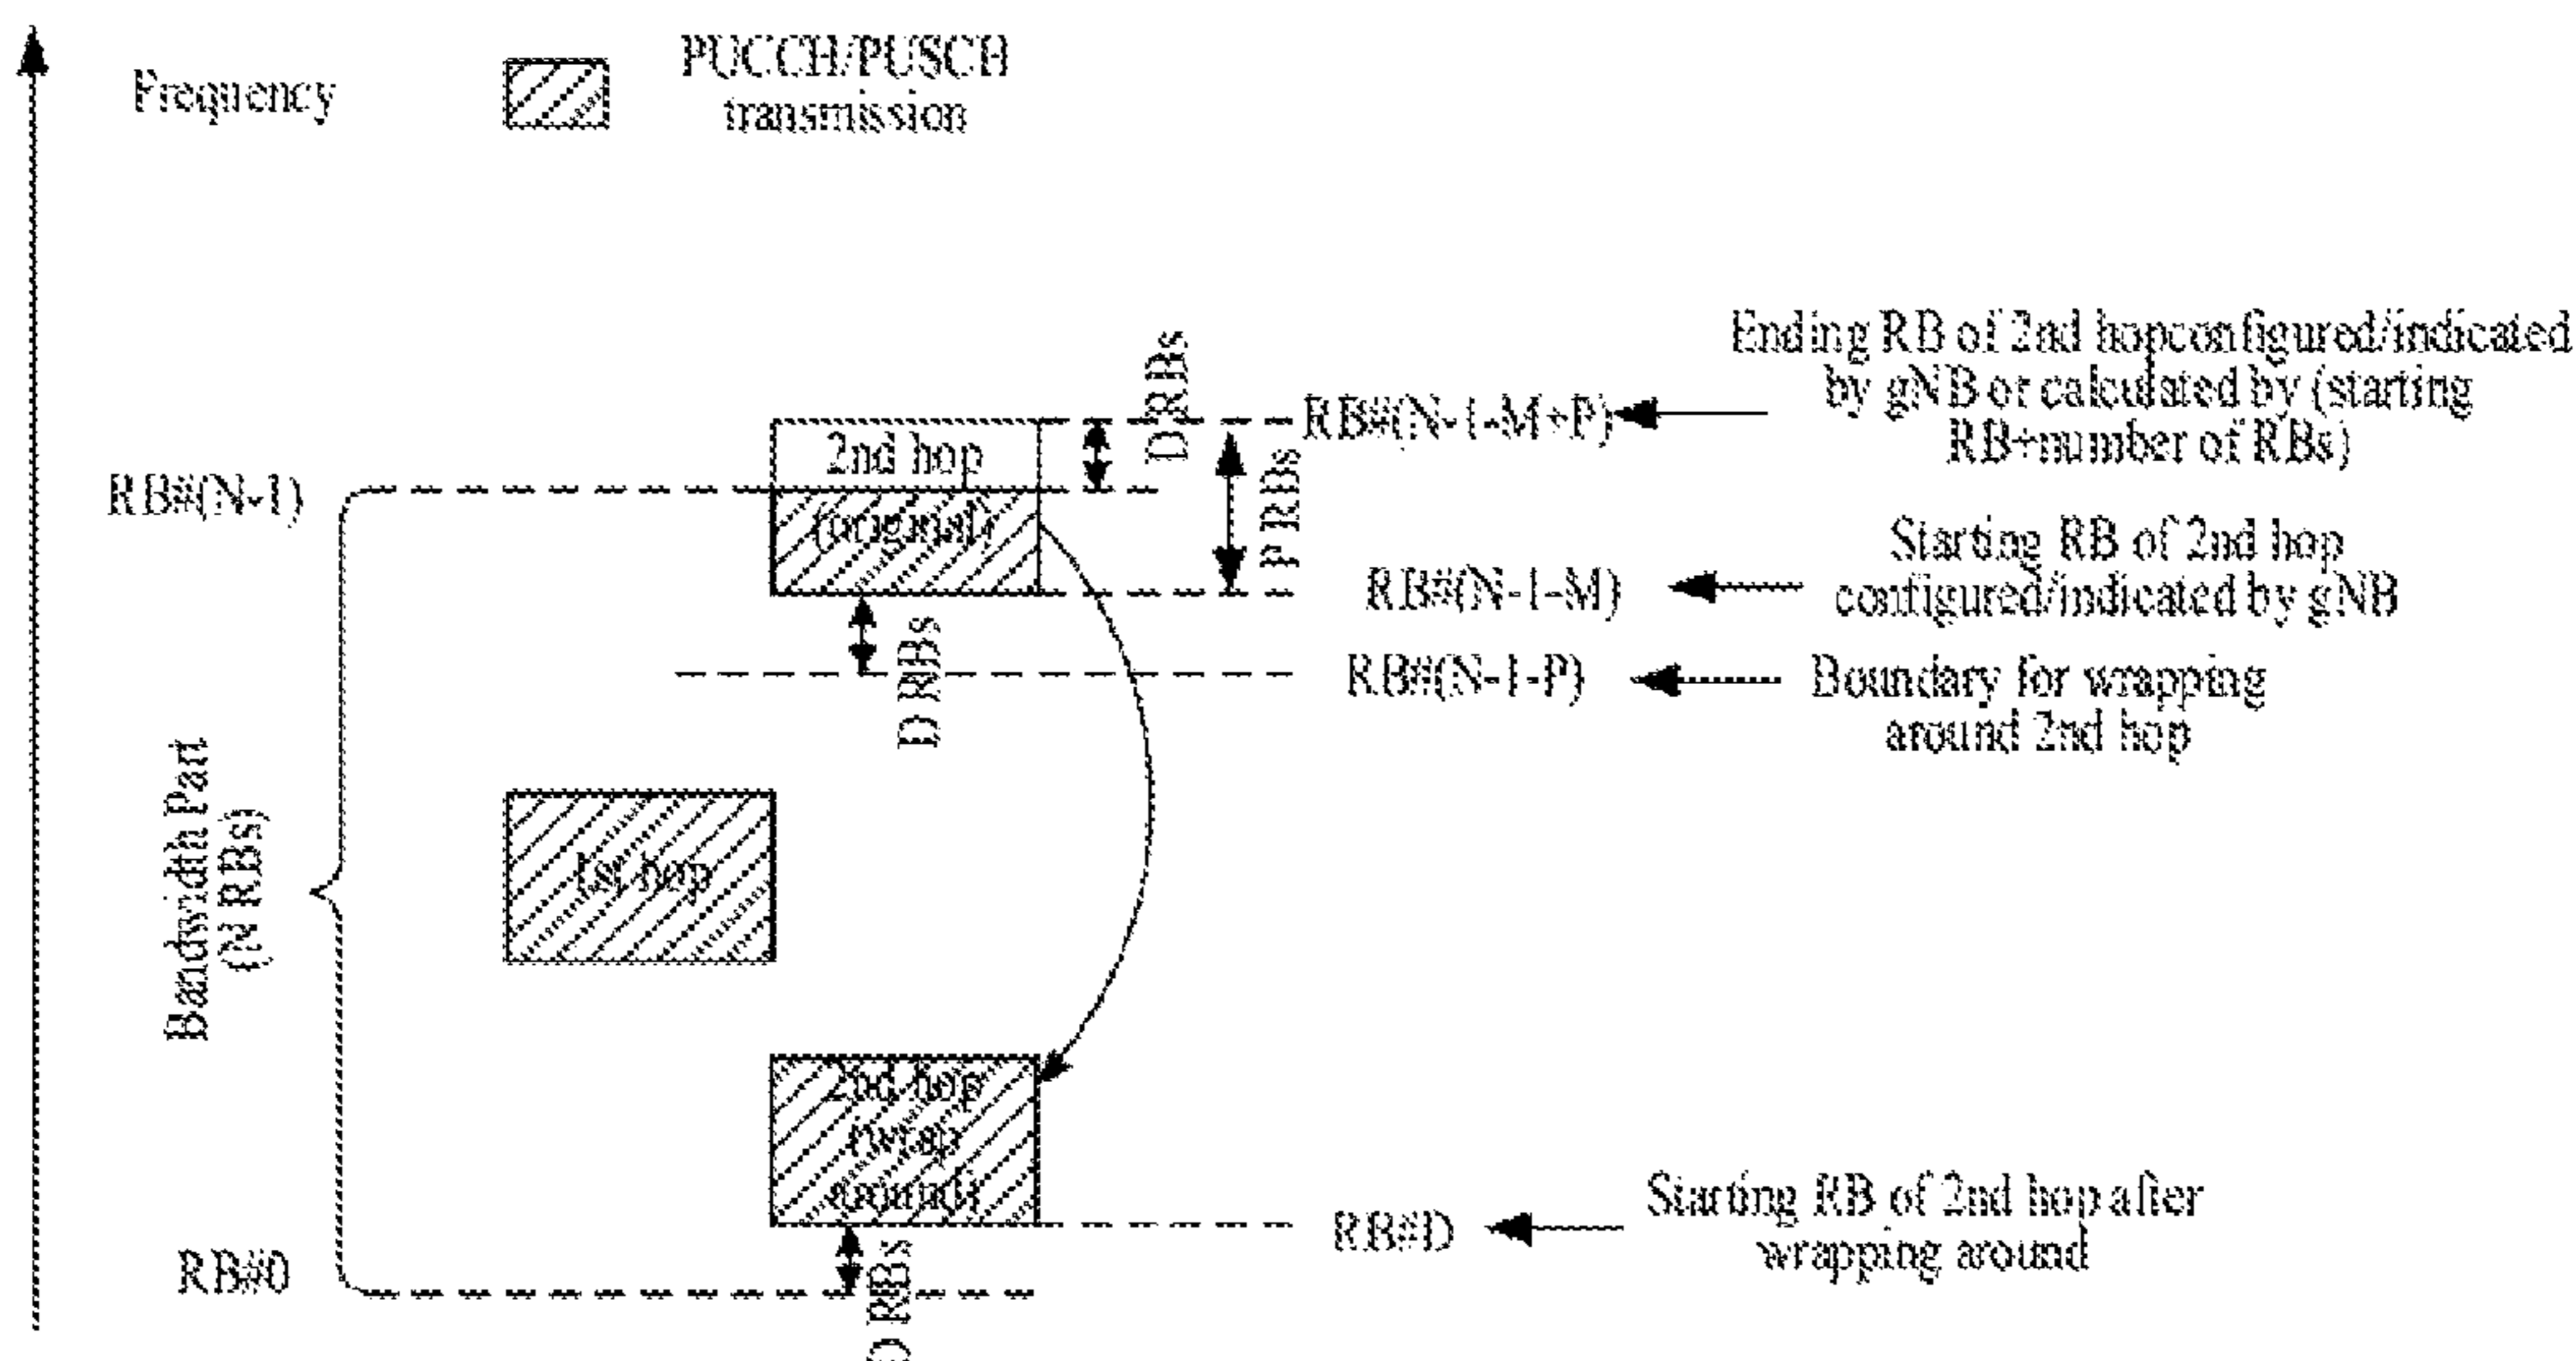 Frequency
PUCCH/PUSCH
transmission
D RBs
RB#(N-1-M+P)
Ending RB of 2nd hopconfigured/indicated
by gNB or calculated by (starting
RB+number of RBs)
RB#(N-1)
2nd hop
(original)
P RBs
RB#(N-1-M)
Starting RB of 2nd hop
configured/indicated by gNB
D RBs
RB#(N-1-P)
Boundary for wrapping
around 2nd hop
Bandwidth Part
(N RBs)
1st hop
2nd hop
(wrap
around)
RB#D
Starting RB of 2nd hop after
wrapping around
RB#0
D RBs